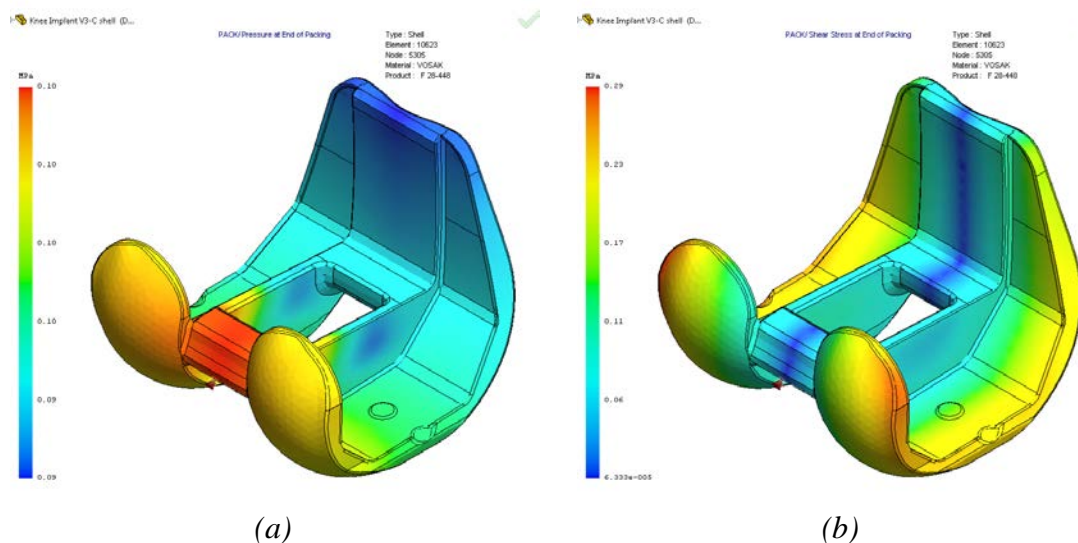 Knee Implant V3-C shell (D...
PACK/Pressure at End of Packing
Type : Shell
Element : 10623
Node : 5305
Material : VOSAK
Product : F 28-448
MPa
0.10
0.10
0.10
0.10
0.09
0.09
(a)
Knee Implant V3-C shell (D...
PACK/Shear Stress at End of Packing
Type : Shell
Element : 10623
Node : 5305
Material : VOSAK
Product : F 28-448
MPa
0.29
0.23
0.17
0.11
0.06
6.333e-005
(b)